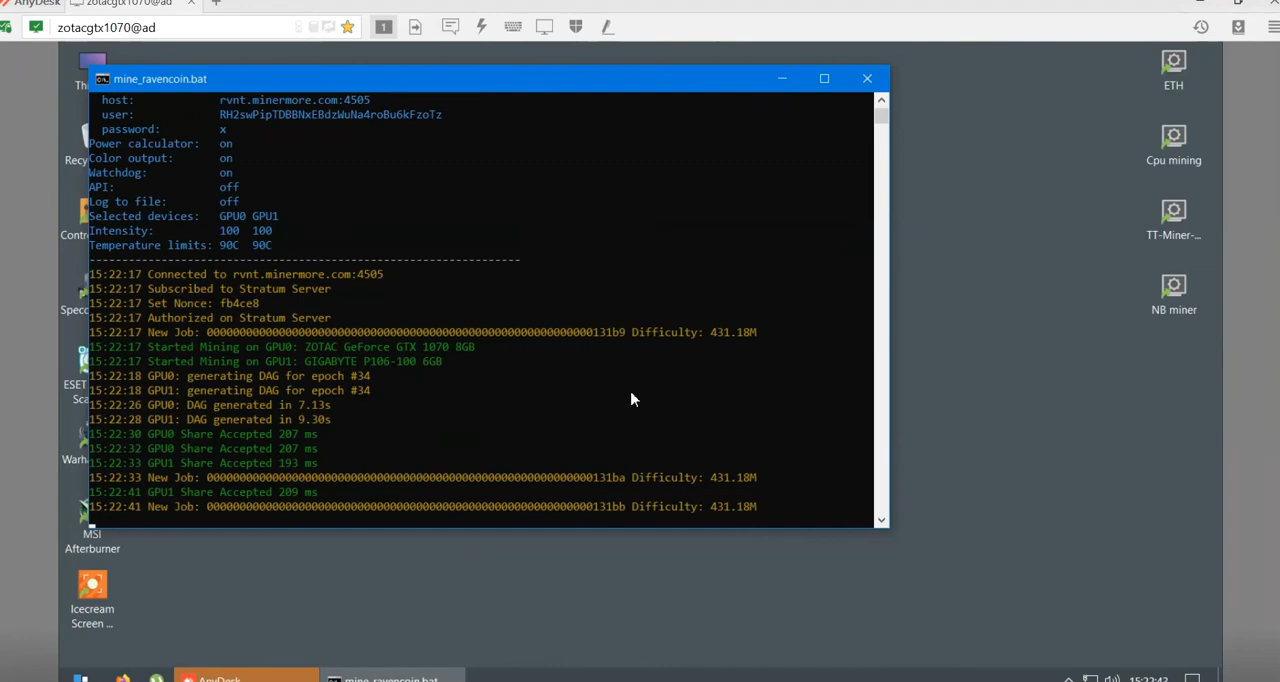 AnyDesk
zotacgtx1070@ad
zotacgtx1070@ad
1
mine_ravencoin.bat
host: rvnt.minermore.com:4505
user: RH2swPipTDBBNxEBdzWuNa4roBu6kFzoTz
password: x
Power calculator: on
Color output: on
Watchdog: on
API: off
Log to file: off
Selected devices: GPU0 GPU1
Intensity: 100 100
Temperature limits: 90C 90C
------------------------------------------------------------------
15:22:17 Connected to rvnt.minermore.com:4505
15:22:17 Subscribed to Stratum Server
15:22:17 Set Nonce: fb4ce8
15:22:17 Authorized on Stratum Server
15:22:17 New Job: 00000000000000000000000000000000000000000000000000000000000131b9 Difficulty: 431.18M
15:22:17 Started Mining on GPU0: ZOTAC GeForce GTX 1070 8GB
15:22:17 Started Mining on GPU1: GIGABYTE P106-100 6GB
15:22:18 GPU0: generating DAG for epoch #34
15:22:18 GPU1: generating DAG for epoch #34
15:22:26 GPU0: DAG generated in 7.13s
15:22:28 GPU1: DAG generated in 9.30s
15:22:30 GPU0 Share Accepted 207 ms
15:22:32 GPU0 Share Accepted 207 ms
15:22:33 GPU1 Share Accepted 193 ms
15:22:33 New Job: 00000000000000000000000000000000000000000000000000000000000131ba Difficulty: 431.18M
15:22:41 GPU1 Share Accepted 209 ms
15:22:41 New Job: 00000000000000000000000000000000000000000000000000000000000131bb Difficulty: 431.18M
MSI
Afterburner
Icecream
Screen ...
ETH
Cpu mining
TT-Miner-...
NB miner
AnyDesk
mine_ravencoin.bat
15:22:43